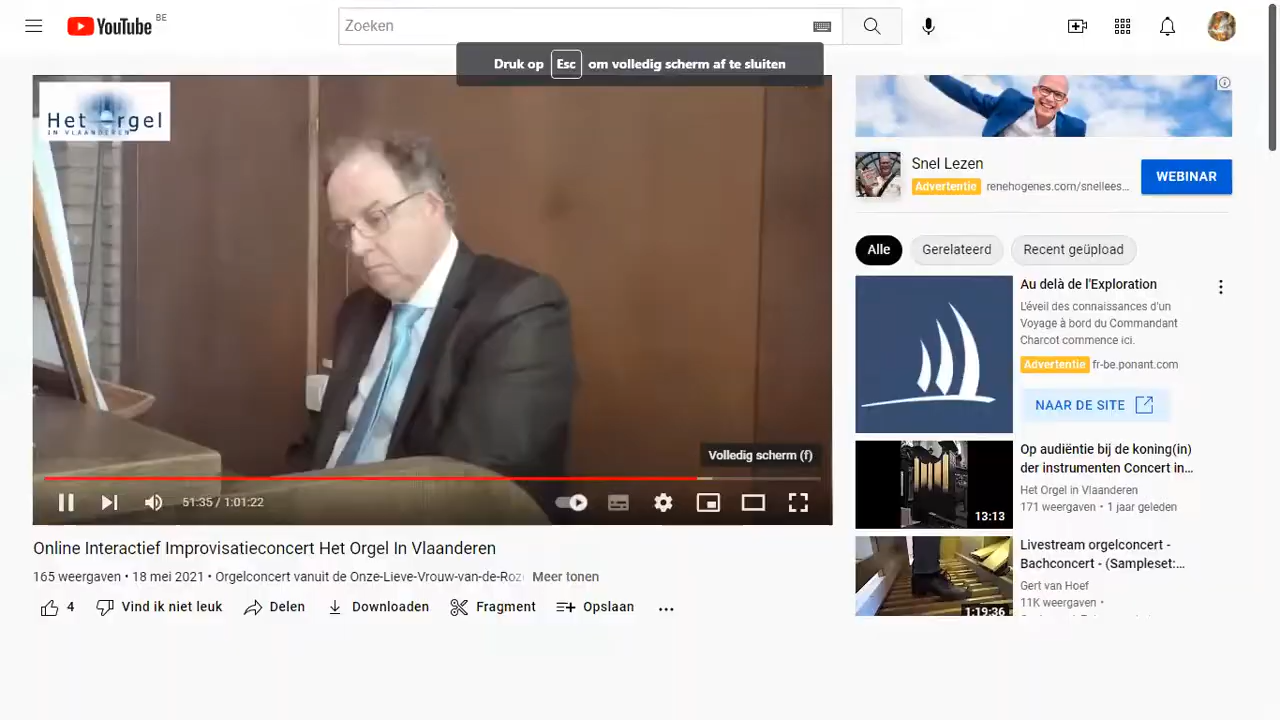 YouTube BE
Zoeken
Druk op Esc om volledig scherm af te sluiten
Het Orgel
IN VLAANDEREN
Volledig scherm (f)
51:35 / 1:01:22
Online Interactief Improvisatieconcert Het Orgel In Vlaanderen
165 weergaven • 18 mei 2021 • Orgelconcert vanuit de Onze-Lieve-Vrouw-van-de-Roz Meer tonen
4 Vind ik niet leuk Delen Downloaden Fragment Opslaan
Snel Lezen
Advertentie renehogenes.com/snellees...
WEBINAR
Alle Gerelateerd Recent geüpload
Au delà de l'Exploration
L'éveil des connaissances d'un
Voyage à bord du Commandant
Charcot commence ici.
Advertentie fr-be.ponant.com
NAAR DE SITE
Op audiëntie bij de koning(in)
der instrumenten Concert in...
Het Orgel in Vlaanderen
171 weergaven • 1 jaar geleden
13:13
Livestream orgelconcert -
Bachconcert - (Sampleset:...
Gert van Hoef
11K weergaven •
1:19:36